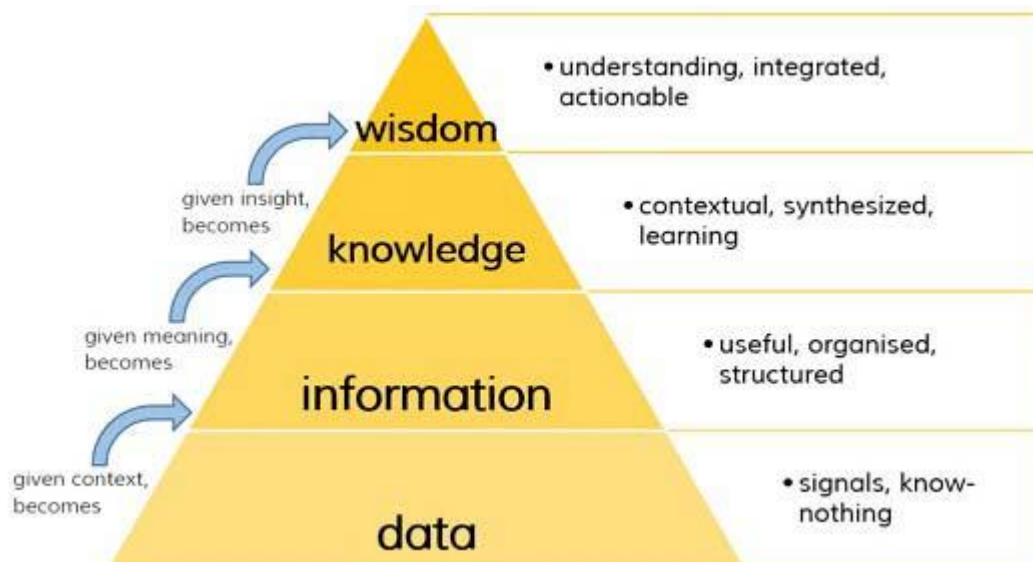 • understanding, integrated,
actionable
wisdom
given insight,
becomes
• contextual, synthesized,
learning
knowledge
given meaning,
becomes
• useful, organised,
structured
information
given context,
becomes
• signals, know-
nothing
data